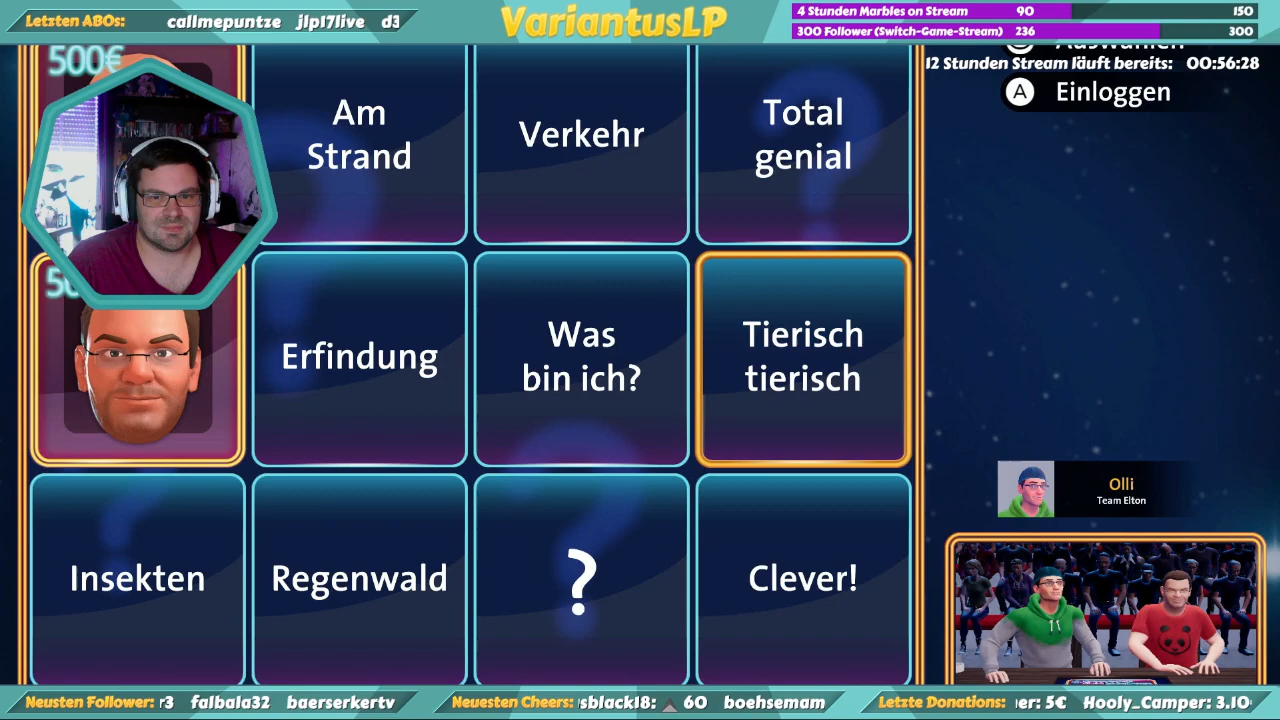 Letzten ABOs: callmepuntze jlp17live d3
VariantusLP
4 Stunden Marbles on Stream 90 150
300 Follower (Switch-Game-Stream) 236 300
Auswählen
12 Stunden Stream läuft bereits: 00:56:28
A Einloggen
500€
Am
Strand
Verkehr
Total
genial
Erfindung
Was
bin ich?
Tierisch
tierisch
Insekten
Regenwald
?
Clever!
Olli
Team Elton
Neusten Follower: r3 falbala32 bierserkertv
Neuesten Cheers: sblack18: 60 boehsemam
Letzte Donations: er: 5€ Hooly_Camper: 3.10